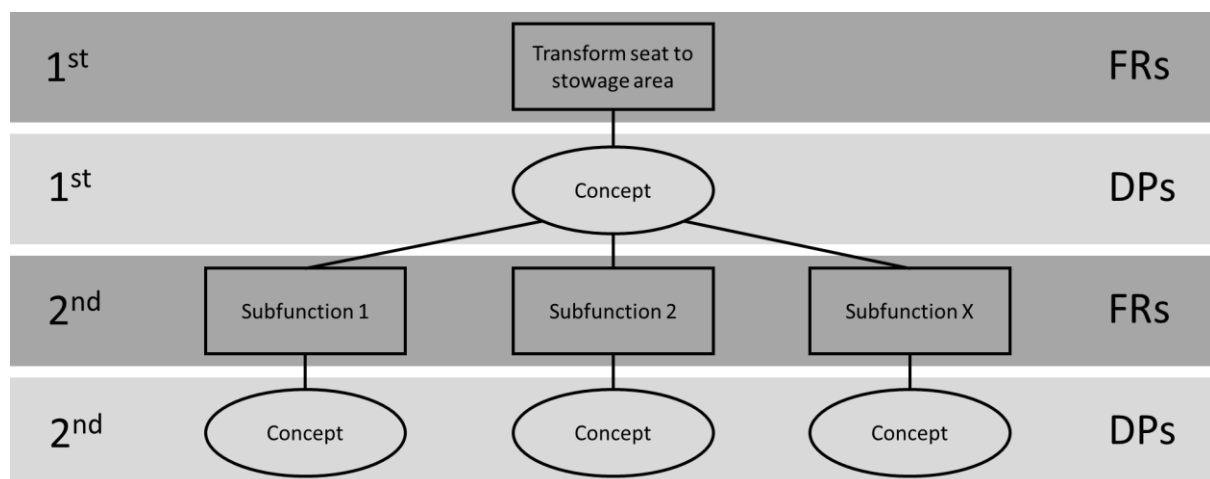 1st
Transform seat to
stowage area
FRs
1st
Concept
DPs
2nd
Subfunction 1
Subfunction 2
Subfunction X
FRs
2nd
Concept
Concept
Concept
DPs